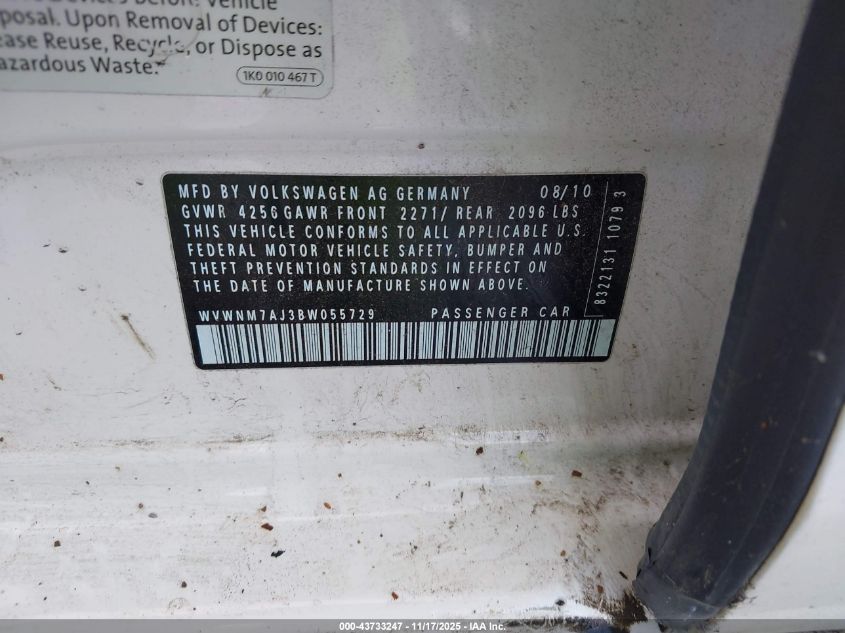 Vehicle
posal. Upon Removal of Devices:
ease Reuse, Recycle, or Dispose as
azardous Waste.
1K0 010 467 T
MFD BY VOLKSWAGEN AG GERMANY 08/10
GVWR 4256 GAWR FRONT 2271/ REAR 2096 LBS
THIS VEHICLE CONFORMS TO ALL APPLICABLE U.S
FEDERAL MOTOR VEHICLE SAFETY, BUMPER AND
THEFT PREVENTION STANDARDS IN EFFECT ON
THE DATE OF MANUFACTURE SHOWN ABOVE.
WVWNM7AJ3BW055729 PASSENGER CAR
8322131 1079 3
000-43733247 - 11/17/2025 - IAA Inc.